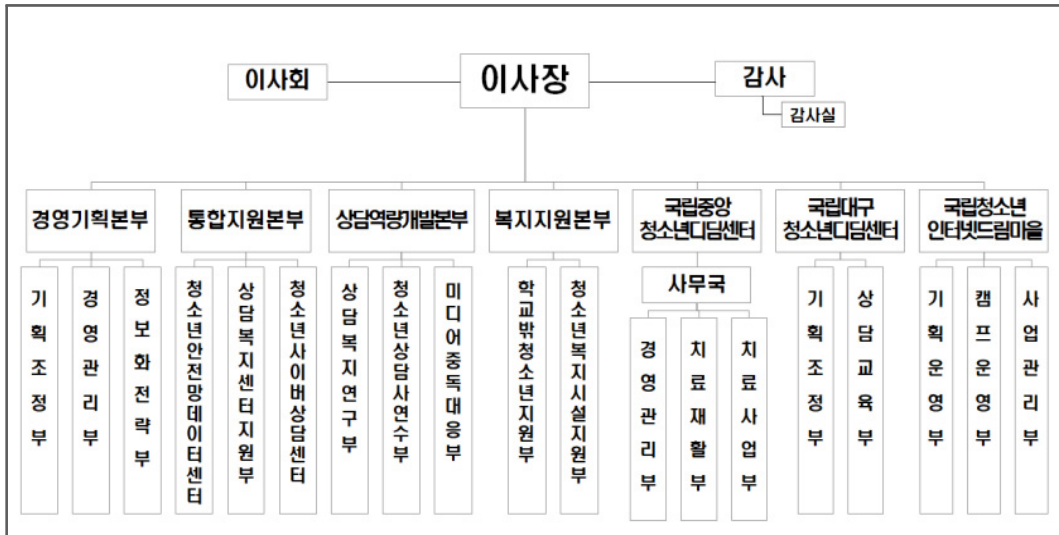 이사회
이사장
감사
감사실
경영기획본부
통합지원본부
상담역량개발본부
복지지원본부
국립중앙
청소년디딤센터
국립대구
청소년디딤센터
국립청소년
인터넷드림마을
기획조정부
경영관리부
정보화전략부
청소년안전망데이터센터
상담복지센터지원부
청소년사이버상담센터
상담복지연구부
청소년상담사연수부
미디어중독대응부
학교밖청소년지원부
청소년복지시설지원부
사무국
경영관리부
치료재활부
치료사업부
기획조정부
상담교육부
기획운영부
캠프운영부
사업관리부